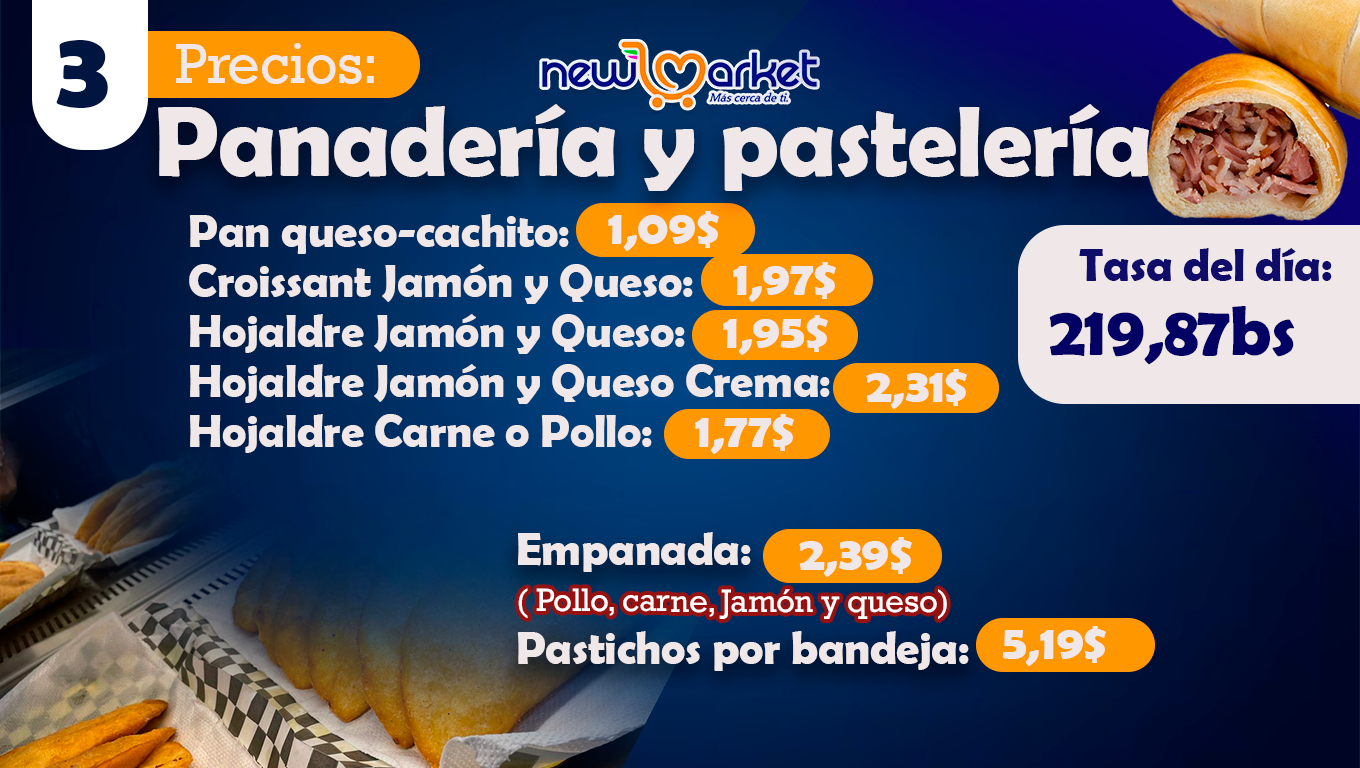 3
Precios:
new market
Más cerca de ti.
Panadería y pastelería
Pan queso-cachito: 1,09$
Croissant Jamón y Queso: 1,97$
Hojaldre Jamón y Queso: 1,95$
Hojaldre Jamón y Queso Crema: 2,31$
Hojaldre Carne o Pollo: 1,77$
Tasa del día:
219,87bs
Empanada: 2,39$
( Pollo, carne, Jamón y queso)
Pastichos por bandeja: 5,19$